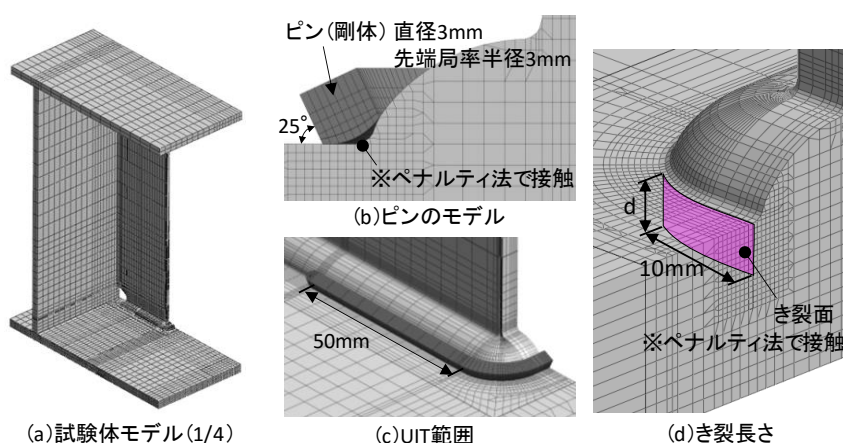 ピン(剛体) 直径3mm
先端局率半径3mm
25°
※ペナルティ法で接触
(b)ピンのモデル
50mm
(a)試験体モデル(1/4)
(c)UIT範囲
d
10mm
き裂面
※ペナルティ法で接触
(d)き裂長さ